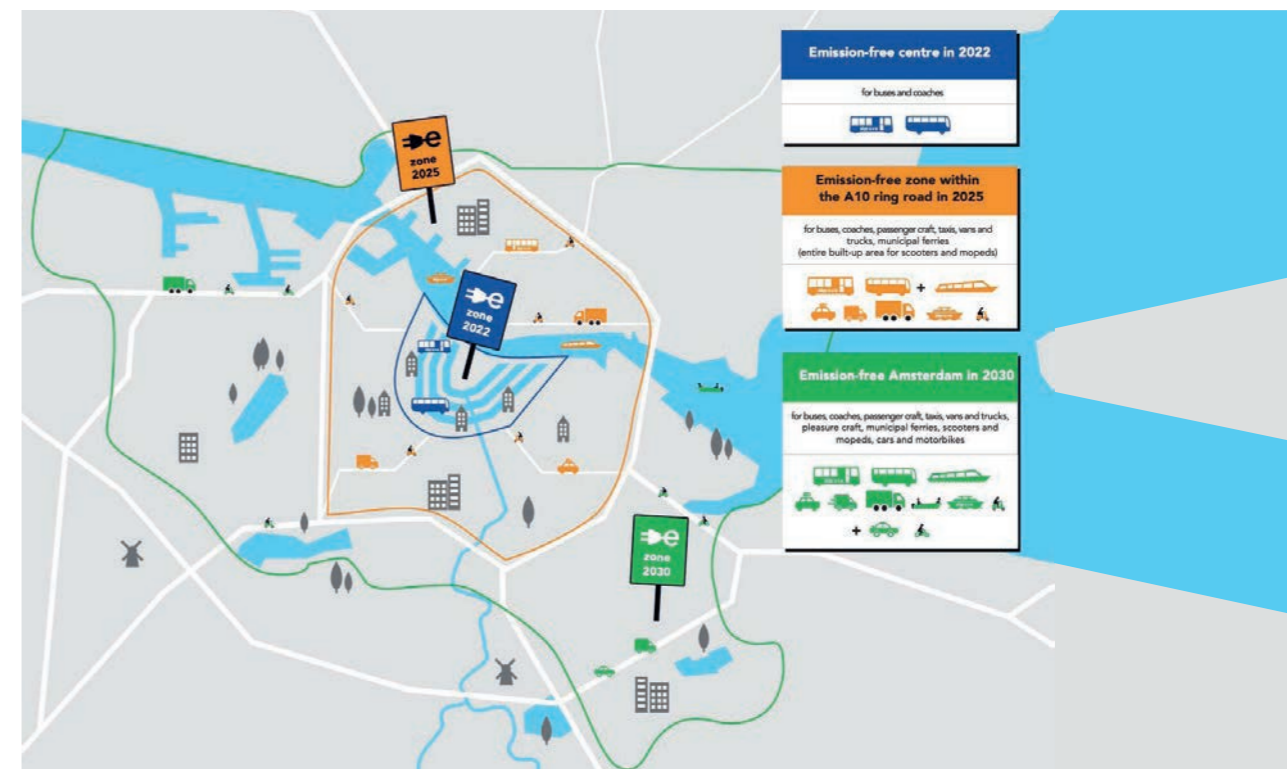 Emission-free centre in 2022
for buses and coaches
e
zone
2025
Emission-free zone within
the A10 ring road in 2025
for buses, coaches, passenger craft, taxis, vans and
trucks, municipal ferries
(entire built-up area for scooters and mopeds)
+
e
zone
2022
Emission-free Amsterdam in 2030
for buses, coaches, passenger craft, taxis, vans and trucks,
pleasure craft, municipal ferries, scooters and
mopeds, cars and motorbikes
+
e
zone
2030